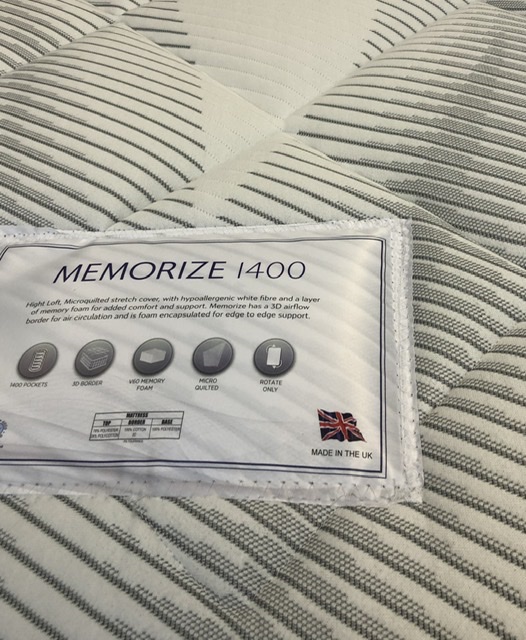 MEMORIZE 1400
Hight Loft, Microquilted stretch cover, with hypoallergenic white fibre and a layer
of memory foam for added comfort and support. Memorize has a 3D airflow
border for air circulation and is foam encapsulated for edge to edge support.
1400 POCKETS
3D-BORDER
V60 MEMORY
FOAM
MICRO
QUILTED
ROTATE
ONLY
MATTRESS
TOP BORDER BASE
MADE IN THE UK